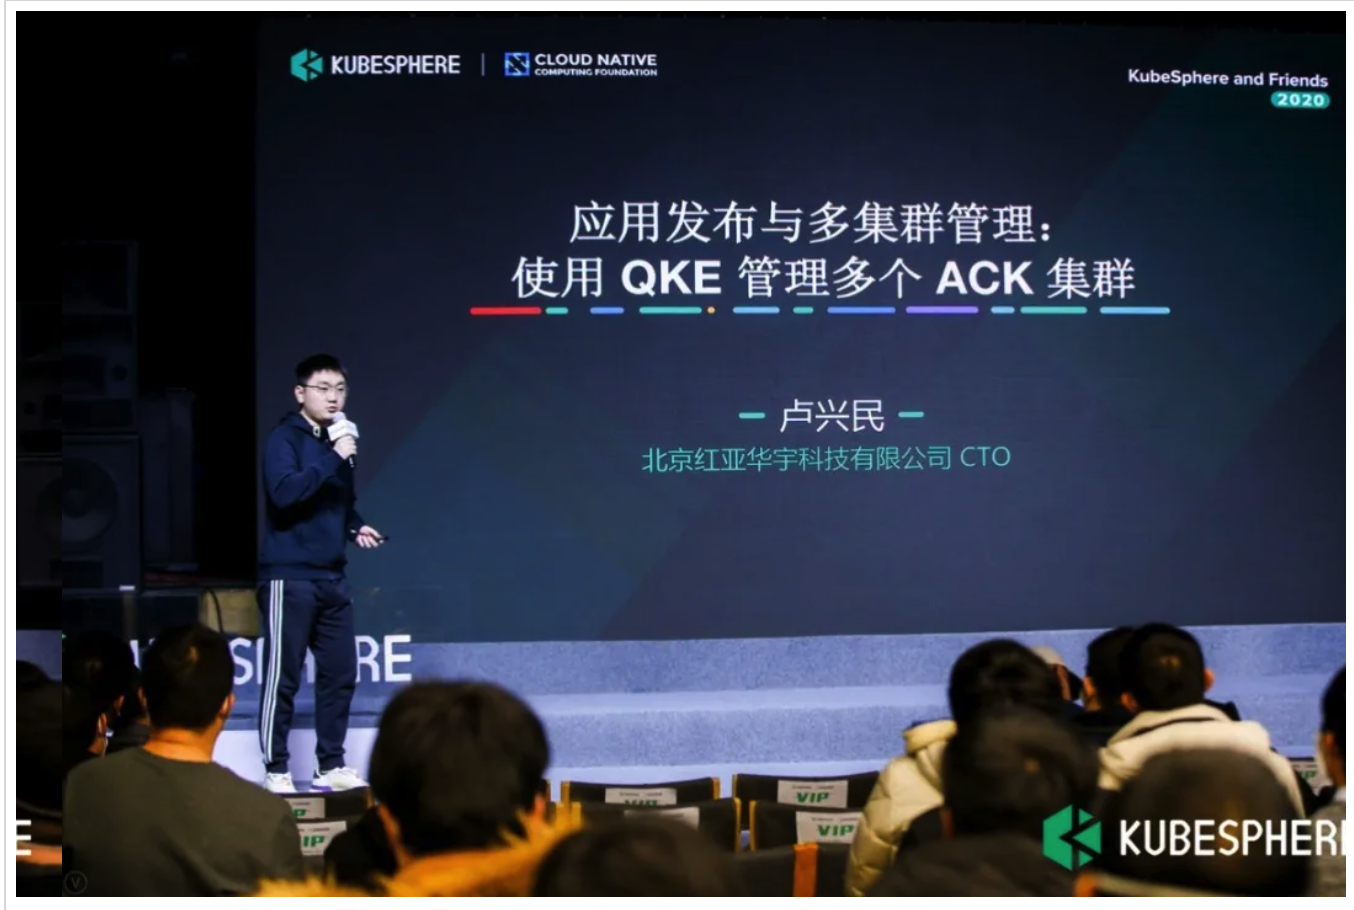 KUBESPHERE | CLOUD NATIVE
COMPUTING FOUNDATION
KubeSphere and Friends
2020
应用发布与多集群管理：
使用 QKE 管理多个 ACK 集群
卢兴民
北京红亚华宇科技有限公司 CTO
RE
VIP
VIP
VIP
E
KUBESPHERE